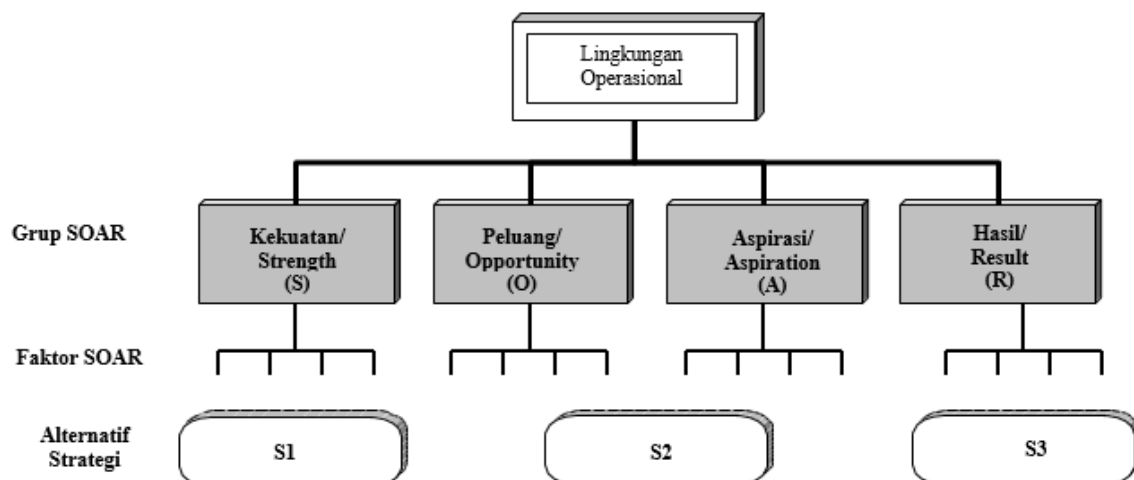 Lingkungan
Operasional
Grup SOAR
Kekuatan/
Strength
(S)
Peluang/
Opportunity
(O)
Aspirasi/
Aspiration
(A)
Hasil/
Result
(R)
Faktor SOAR
Alternatif
Strategi
S1
S2
S3